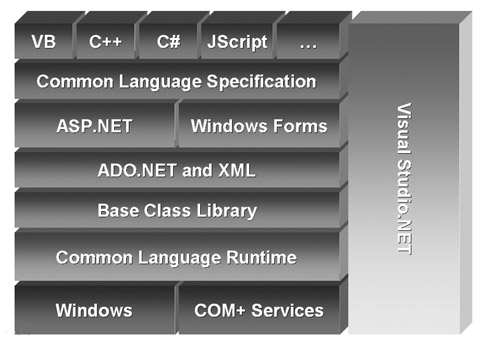 VB C++ C# JScript ...
Common Language Specification
ASP.NET Windows Forms
ADO.NET and XML
Base Class Library
Common Language Runtime
Windows COM+ Services
Visual Studio.NET